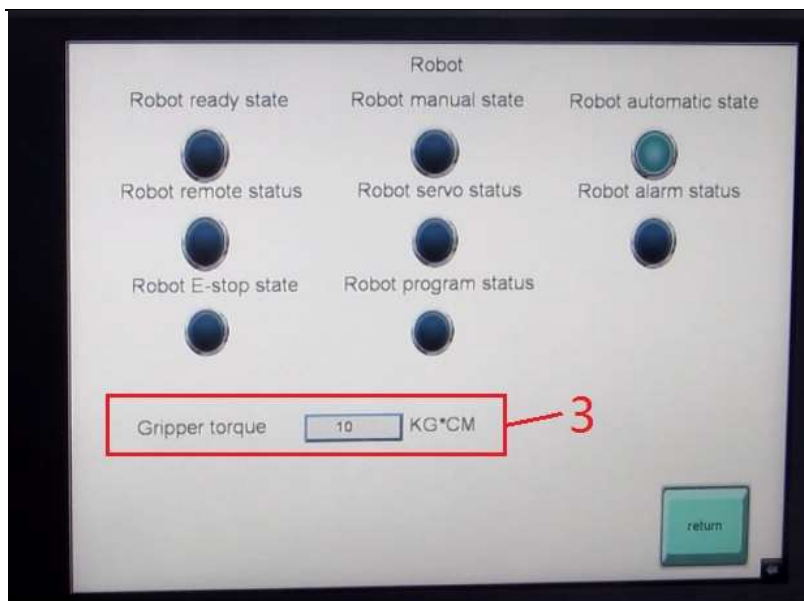 Robot
Robot ready state Robot manual state Robot automatic state
Robot remote status Robot servo status Robot alarm status
Robot E-stop state Robot program status
Gripper torque 10 KG*CM 3
return